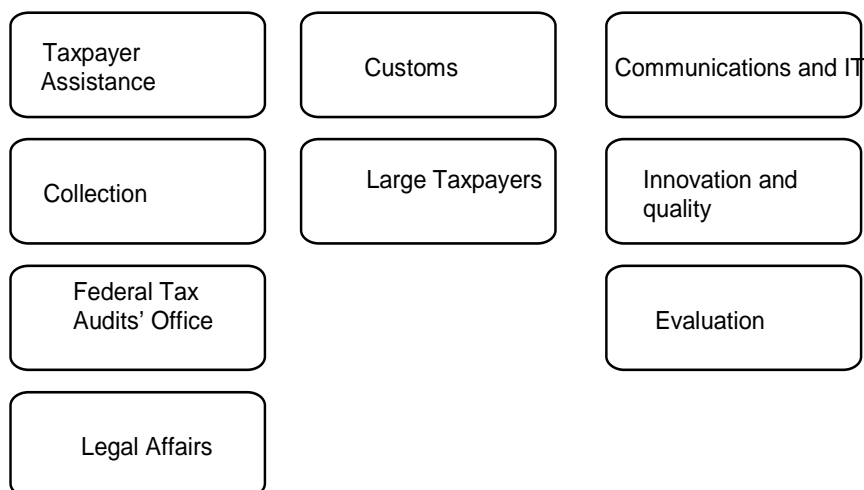 Taxpayer
Assistance
Customs
Communications and IT
Collection
Large Taxpayers
Innovation and
quality
Federal Tax
Audits’ Office
Evaluation
Legal Affairs